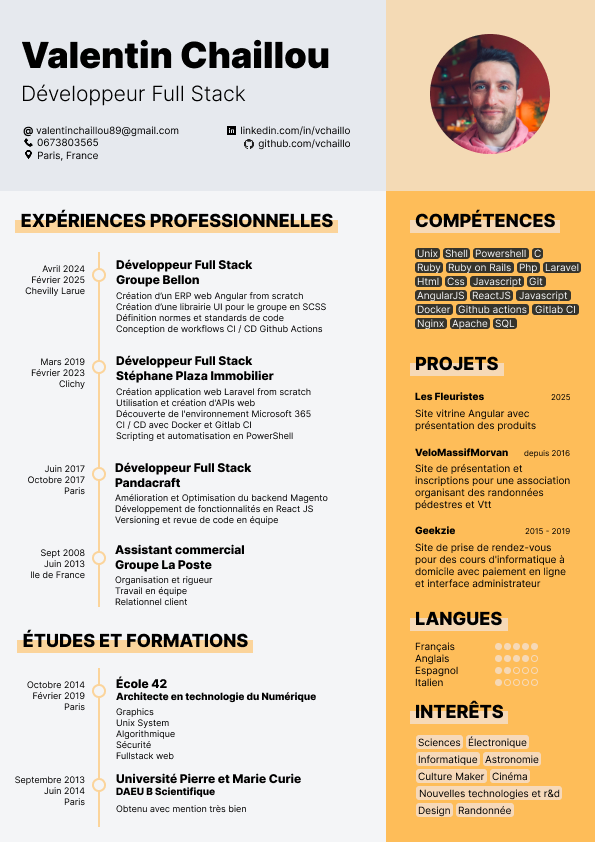 Valentin Chaillou
Développeur Full Stack
valentinchaillou89@gmail.com
0673803565
Paris, France
linkedin.com/in/vchaillo
github.com/vchaillo
EXPÉRIENCES PROFESSIONNELLES
Avril 2024
Février 2025
Chevilly Larue
Développeur Full Stack
Groupe Bellon
Création d'un ERP web Angular from scratch
Création d'une librairie UI pour le groupe en SCSS
Définition normes et standards de code
Conception de workflows CI / CD Github Actions
Mars 2019
Février 2023
Clichy
Développeur Full Stack
Stéphane Plaza Immobilier
Création application web Laravel from scratch
Utilisation et création d'APIs web
Découverte de l'environnement Microsoft 365
CI / CD avec Docker et Gitlab CI
Scripting et automatisation en PowerShell
Juin 2017
Octobre 2017
Paris
Développeur Full Stack
Pandacraft
Amélioration et Optimisation du backend Magento
Développement de fonctionnalités en React JS
Versioning et revue de code en équipe
Sept 2008
Juin 2013
Ile de France
Assistant commercial
Groupe La Poste
Organisation et rigueur
Travail en équipe
Relationnel client
ÉTUDES ET FORMATIONS
Octobre 2014
Février 2019
Paris
École 42
Architecte en technologie du Numérique
Graphics
Unix System
Algorithmique
Sécurité
Fullstack web
Septembre 2013
Juin 2014
Paris
Université Pierre et Marie Curie
DAEU B Scientifique
Obtenu avec mention très bien
COMPÉTENCES
Unix Shell Powershell C
Ruby Ruby on Rails Php Laravel
Html Css Javascript Git
AngularJS ReactJS Javascript
Docker Github actions Gitlab CI
Nginx Apache SQL
PROJETS
Les Fleuristes 2025
Site vitrine Angular avec
présentation des produits
VeloMassifMorvan depuis 2016
Site de présentation et
inscriptions pour une association
organisant des randonnées
pédestres et Vtt
Geekzie 2015 - 2019
Site de prise de rendez-vous
pour des cours d'informatique à
domicile avec paiement en ligne
et interface administrateur
LANGUES
Français
Anglais
Espagnol
Italien
INTERÊTS
Sciences Électronique
Informatique Astronomie
Culture Maker Cinéma
Nouvelles technologies et r&d
Design Randonnée